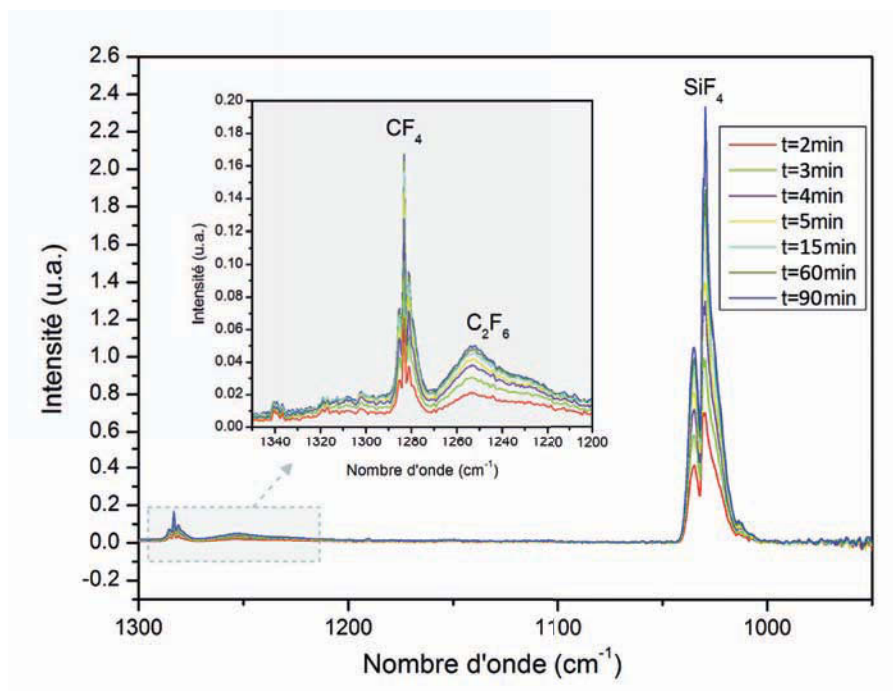 2.6
2.4
2.2
2.0
1.8
1.6
1.4
1.2
1.0
0.8
0.6
0.4
0.2
0.0
-0.2
Intensité (u.a.)
1300
1200
1100
1000
Nombre d'onde (cm⁻¹)
0.20
0.18
0.16
0.14
0.12
0.10
0.08
0.06
0.04
0.02
0.00
Intensité (u.a.)
1340
1320
1300
1280
1260
1240
1220
1200
Nombre d'onde (cm⁻¹)
CF₄
C₂F₆
SiF₄
t=2min
t=3min
t=4min
t=5min
t=15min
t=60min
t=90min